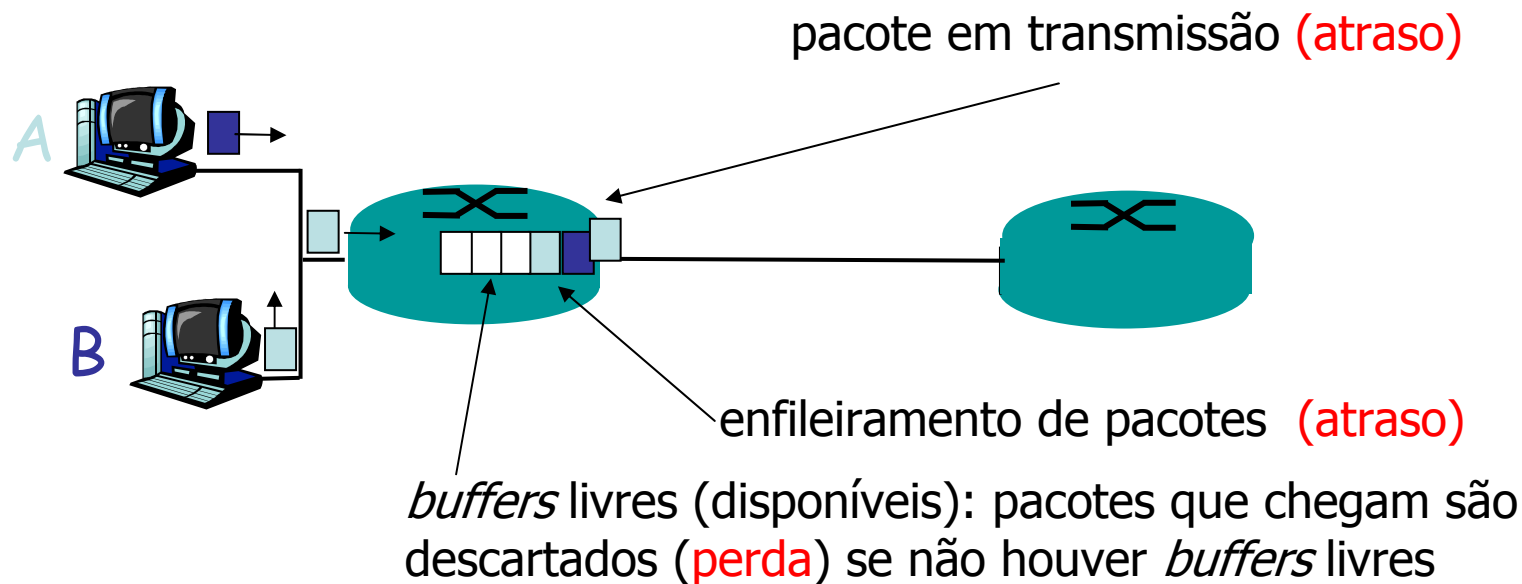 pacote em transmissão (atraso)
A
B
enfileiramento de pacotes (atraso)
buffers livres (disponíveis): pacotes que chegam são
descartados (perda) se não houver buffers livres